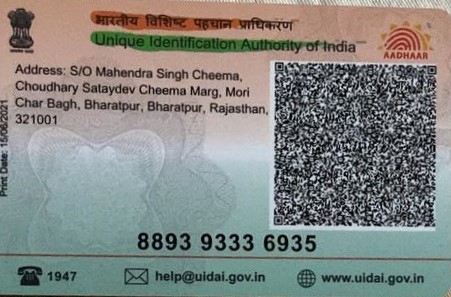 भारतीय विशिष्ट पहचान प्राधिकरण
Unique Identification Authority of India
AADHAAR
Address: S/O Mahendra Singh Cheema,
Choudhary Sataydev Cheema Marg, Mori
Char Bagh, Bharatpur, Bharatpur, Rajasthan,
321001
Print Date: 15/06/2021
8893 9333 6935
1947
help@uidai.gov.in
www.uidai.gov.in